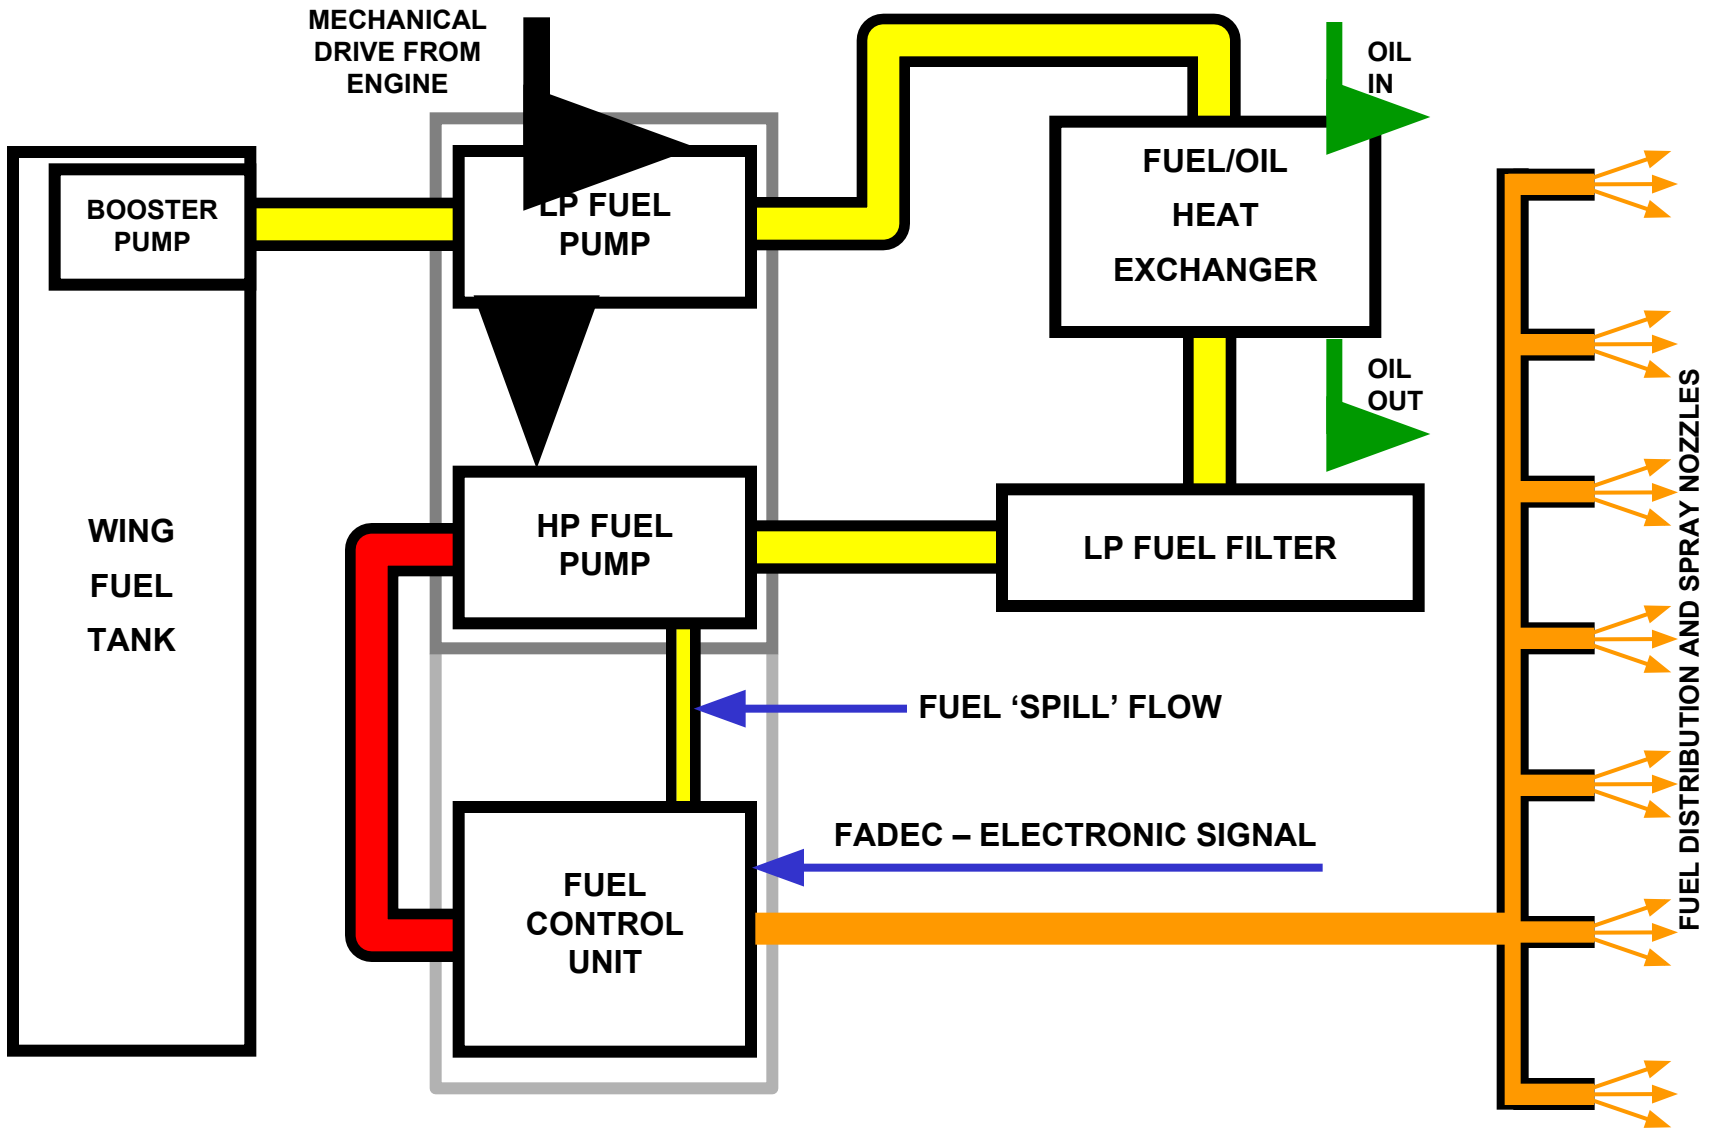 MECHANICAL
DRIVE FROM
ENGINE
OIL
IN
BOOSTER
PUMP
LP FUEL
PUMP
FUEL/OIL
HEAT
EXCHANGER
OIL
OUT
WING
FUEL
TANK
HP FUEL
PUMP
LP FUEL FILTER
FUEL ‘SPILL’ FLOW
FADEC – ELECTRONIC SIGNAL
FUEL
CONTROL
UNIT
FUEL DISTRIBUTION AND SPRAY NOZZLES